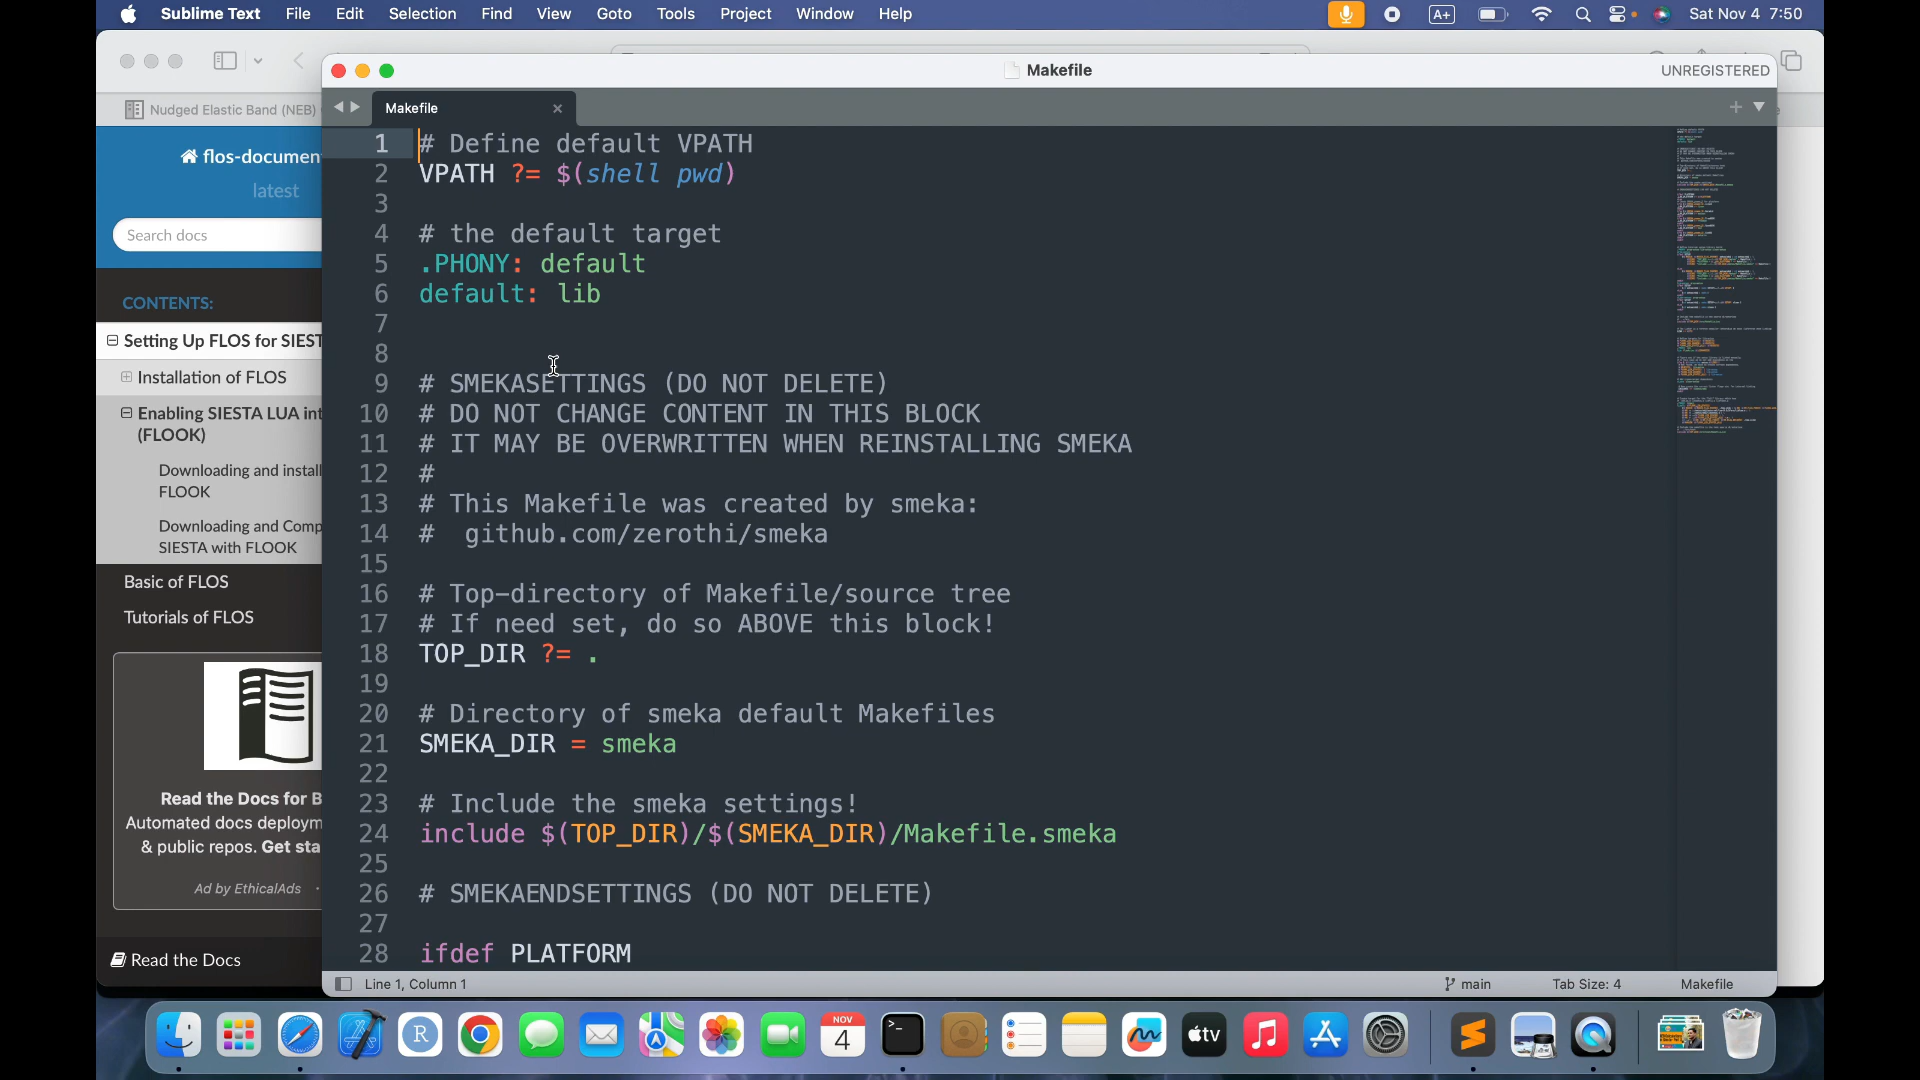 Sublime Text File Edit Selection Find View Goto Tools Project Window Help
A+ Sat Nov 4 7:50
Makefile
UNREGISTERED
Nudged Elastic Band (NEB)
Makefile
flos-documen
latest
Search docs
CONTENTS:
Setting Up FLOS for SIEST
Installation of FLOS
Enabling SIESTA LUA int
(FLOOK)
Downloading and install
FLOOK
Downloading and Comp
SIESTA with FLOOK
Basic of FLOS
Tutorials of FLOS
Read the Docs for B
Automated docs deploym
& public repos. Get sta
Ad by EthicalAds ·
Read the Docs
1 # Define default VPATH
2 VPATH ?= $(shell pwd)
3
4 # the default target
5 .PHONY: default
6 default: lib
7
8
9 # SMEKASETTINGS (DO NOT DELETE)
10 # DO NOT CHANGE CONTENT IN THIS BLOCK
11 # IT MAY BE OVERWRITTEN WHEN REINSTALLING SMEKA
12 #
13 # This Makefile was created by smeka:
14 #  github.com/zerothi/smeka
15
16 # Top-directory of Makefile/source tree
17 # If need set, do so ABOVE this block!
18 TOP_DIR ?= .
19
20 # Directory of smeka default Makefiles
21 SMEKA_DIR = smeka
22
23 # Include the smeka settings!
24 include $(TOP_DIR)/$(SMEKA_DIR)/Makefile.smeka
25
26 # SMEKAENDSETTINGS (DO NOT DELETE)
27
28 ifdef PLATFORM
Line 1, Column 1
main
Tab Size: 4
Makefile
R
NOV
4
>_
tv